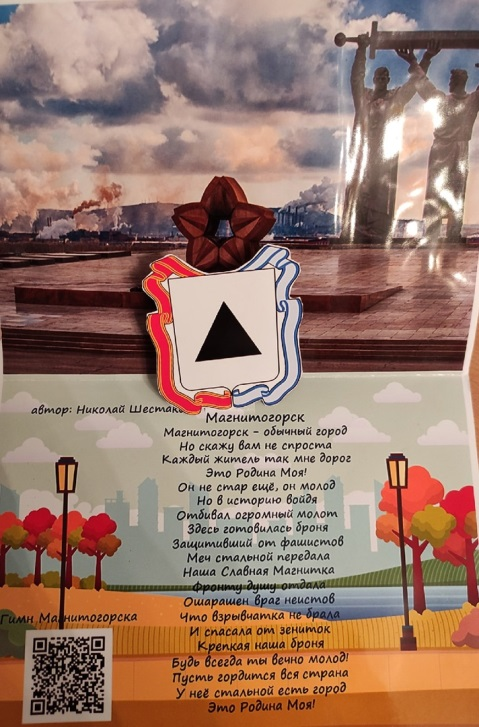 автор: Николай
Магнитогорск
Магнитогорск - обычный город
Но скажу вам не спроста
Каждый житель так мне дорог
Это Родина Моя!
Он не стар ещё, он молод
Но в историю войдя
Отбивал огромный молот
Здесь готовилась броня
Защитивший от фашистов
Меч стальной передала
Наша Славная Магнитка
Фронту душу отдала
Ошарашен враг неистов
Гимн Магнитогорска
Что взрывчатка не брала
И спасала от зениток
Крепкая наша броня
Будь всегда ты вечно молод!
Пусть гордится вся страна
У неё стальной есть город
Это Родина Моя!